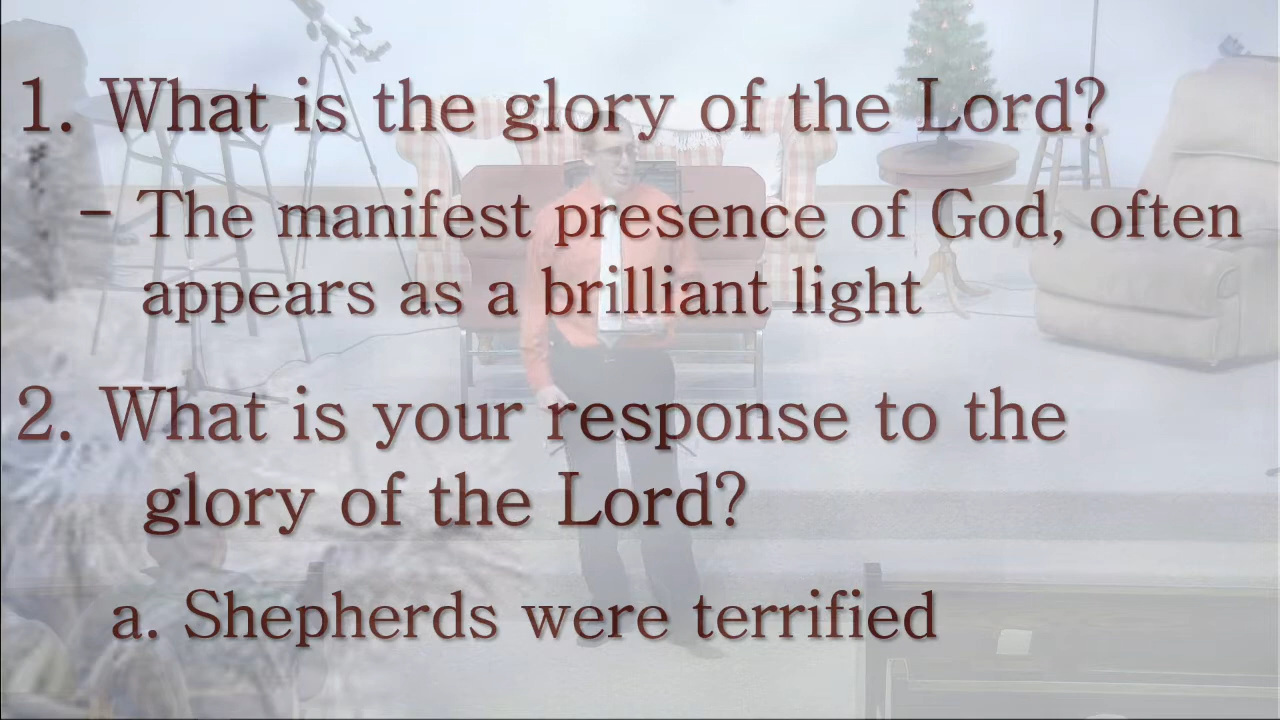 1. What is the glory of the Lord?
– The manifest presence of God, often
appears as a brilliant light
2. What is your response to the
glory of the Lord?
a. Shepherds were terrified